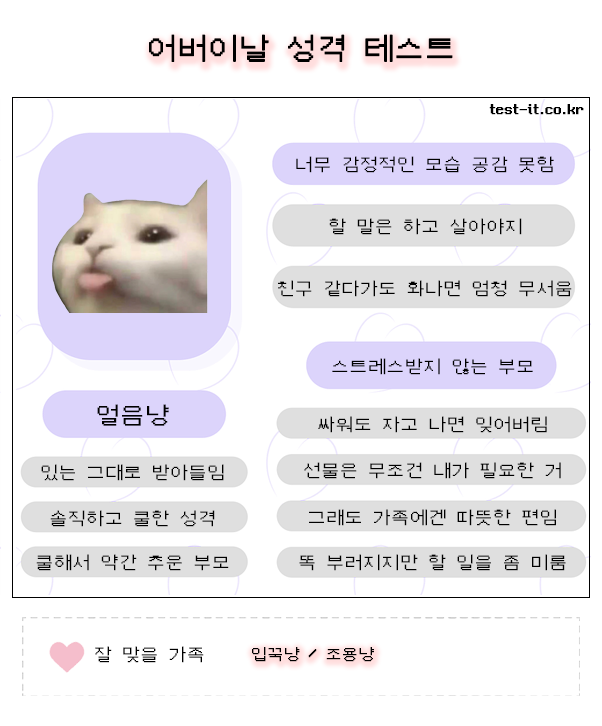 어버이날 성격 테스트
test-it.co.kr
너무 감정적인 모습 공감 못함
할 말은 하고 살아야지
친구 같다가도 화나면 엄청 무서움
스트레스받지 않는 부모
얼음냥
싸워도 자고 나면 잊어버림
있는 그대로 받아들임
선물은 무조건 내가 필요한 거
솔직하고 쿨한 성격
그래도 가족에겐 따뜻한 편임
쿨해서 약간 추운 부모
똑 부러지지만 할 일을 좀 미룸
잘 맞을 가족
입꾹냥 / 조용냥